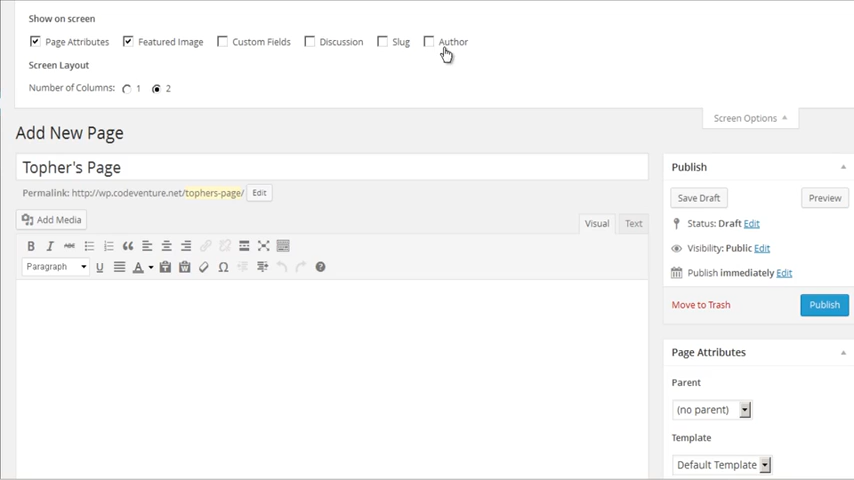 Show on screen
Page Attributes Featured Image Custom Fields Discussion Slug Author
Screen Layout
Number of Columns: 1 2
Screen Options
Add New Page
Topher's Page
Permalink: http://wp.codeventure.net/tophers-page/ Edit
Add Media
Visual Text
B I ABC
Paragraph U A
Publish
Save Draft Preview
Status: Draft Edit
Visibility: Public Edit
Publish immediately Edit
Move to Trash Publish
Page Attributes
Parent
(no parent)
Template
Default Template